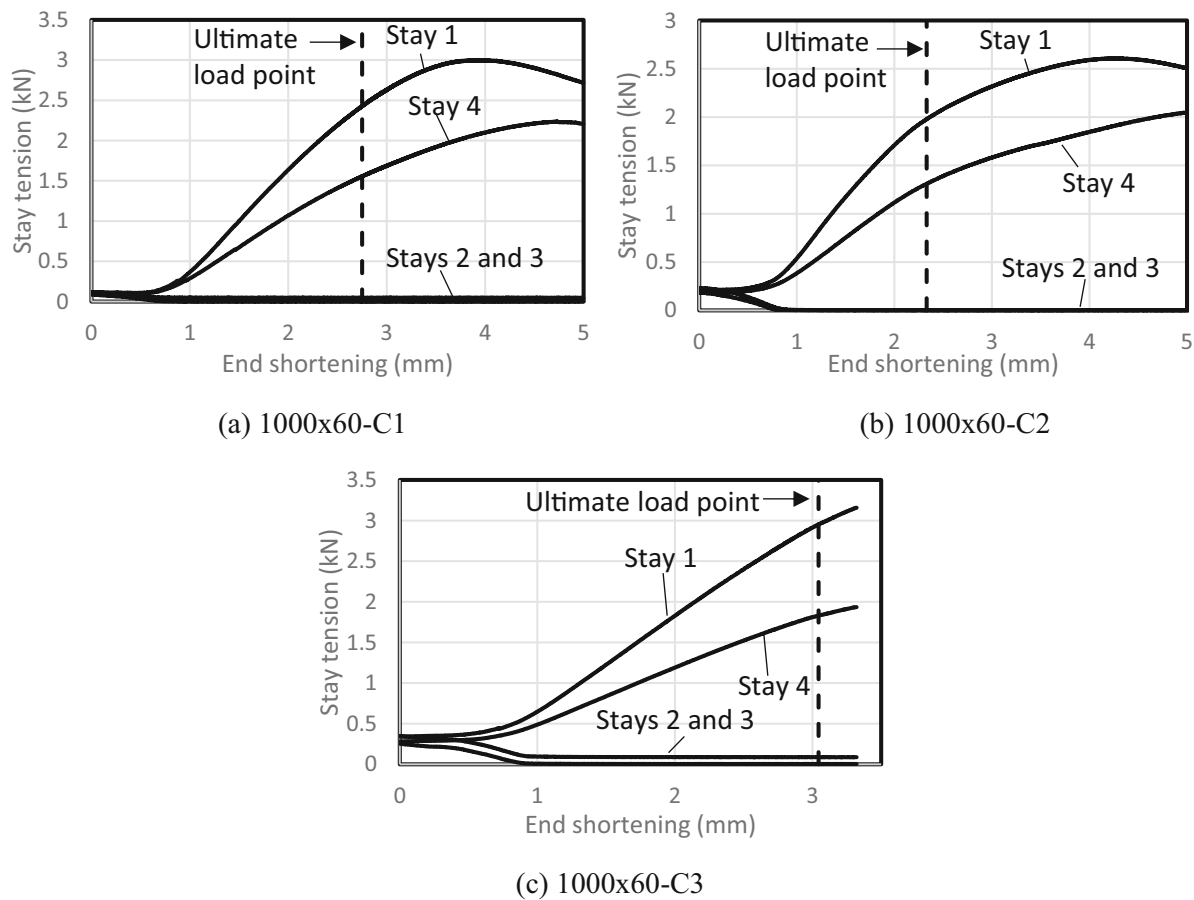 3.5
3
2.5
2
1.5
1
0.5
0
Stay tension (kN)
Ultimate
load point
Stay 1
Stay 4
Stays 2 and 3
0 1 2 3 4 5
End shortening (mm)
(a) 1000x60-C1
3
2.5
2
1.5
1
0.5
0
Stay tension (kN)
Ultimate
load point
Stay 1
Stay 4
Stays 2 and 3
0 1 2 3 4 5
End shortening (mm)
(b) 1000x60-C2
3.5
3
2.5
2
1.5
1
0.5
0
Stay tension (kN)
Ultimate load point
Stay 1
Stay 4
Stays 2 and 3
0 1 2 3
End shortening (mm)
(c) 1000x60-C3